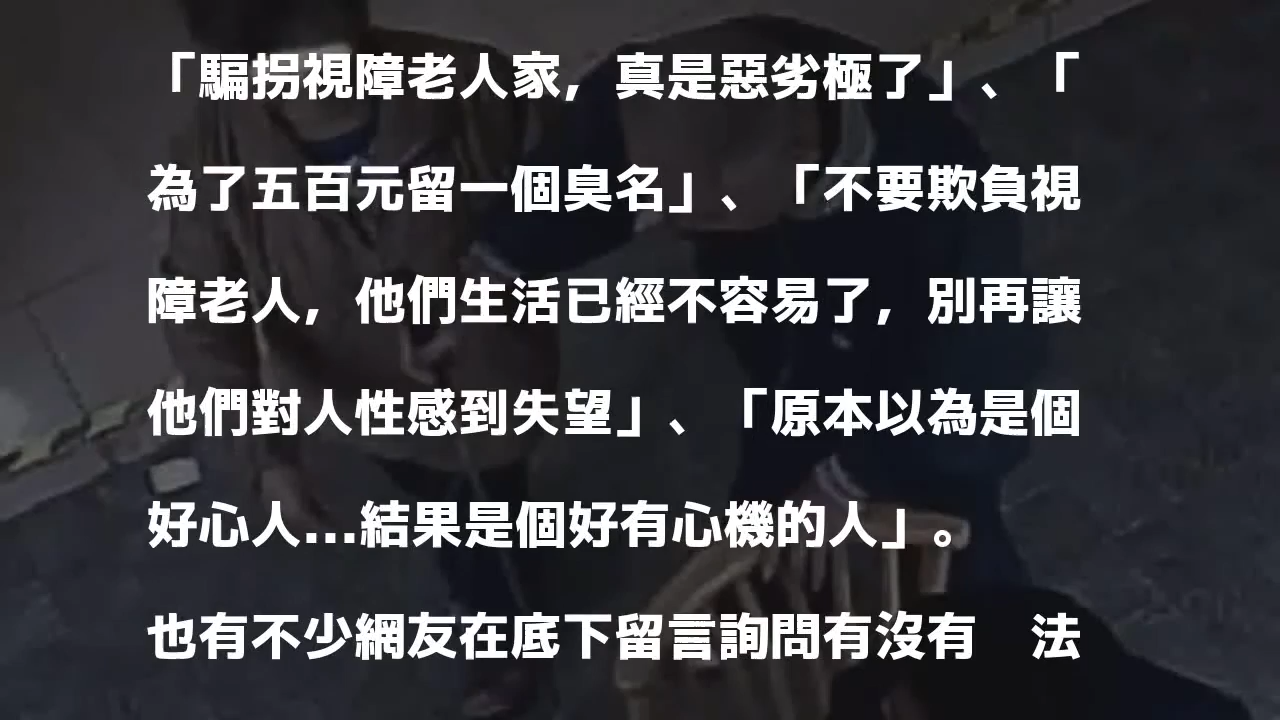 「騙拐視障老人家，真是惡劣極了」、「
為了五百元留一個臭名」、「不要欺負視
障老人，他們生活已經不容易了，別再讓
他們對人性感到失望」、「原本以為是個
好心人...結果是個好有心機的人」。
也有不少網友在底下留言詢問有沒有　法